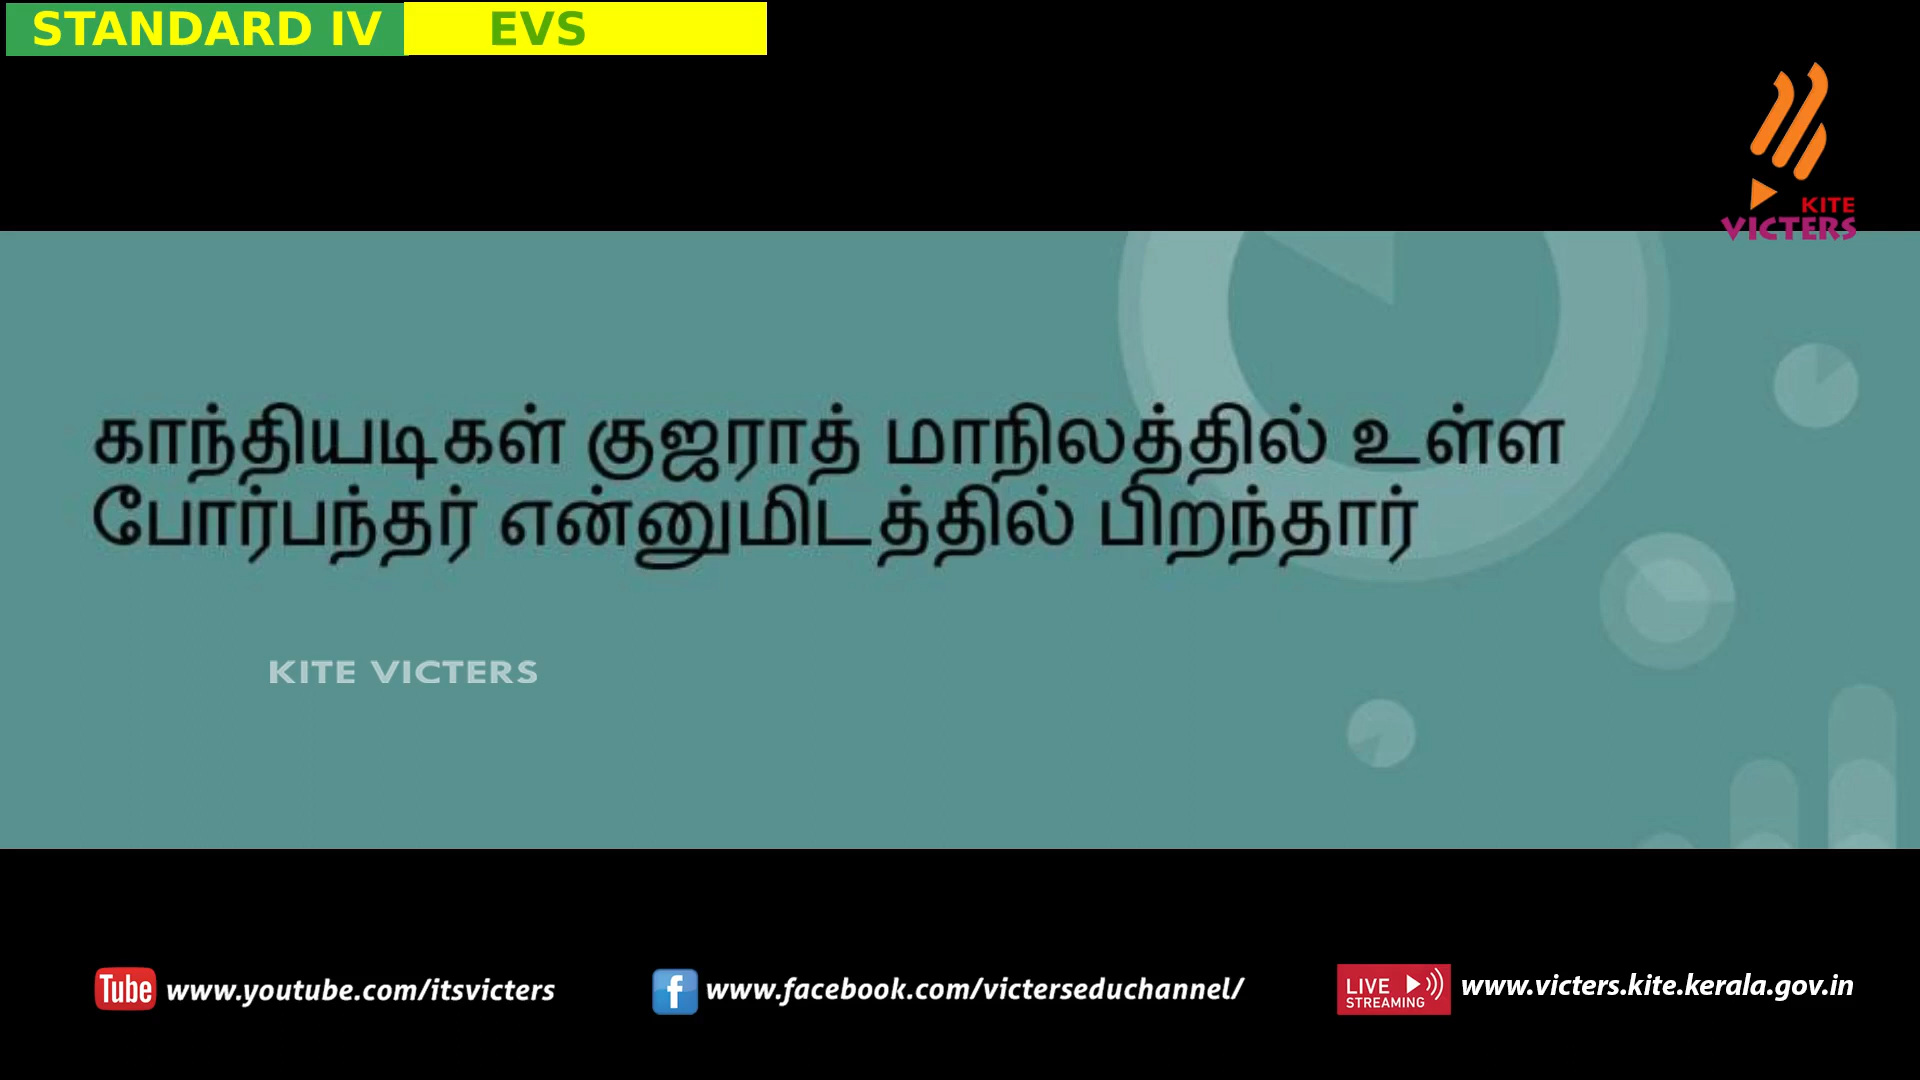 STANDARD IV EVS
KITE
VICTERS
காந்தியடிகள் குஜராத் மாநிலத்தில் உள்ள
போர்பந்தர் என்னுமிடத்தில் பிறந்தார்
KITE VICTERS
Tube www.youtube.com/itsvicters f www.facebook.com/victerseduchannel/ LIVE STREAMING www.victers.kite.kerala.gov.in